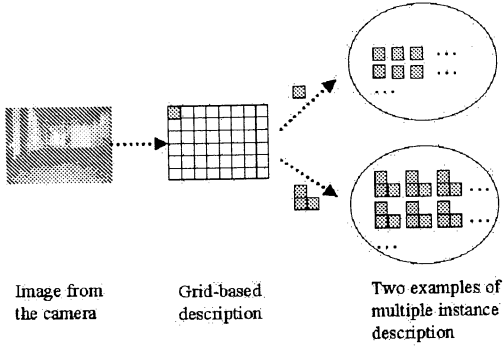 Image from
the camera
Grid-based
description
Two examples of
multiple instance
description